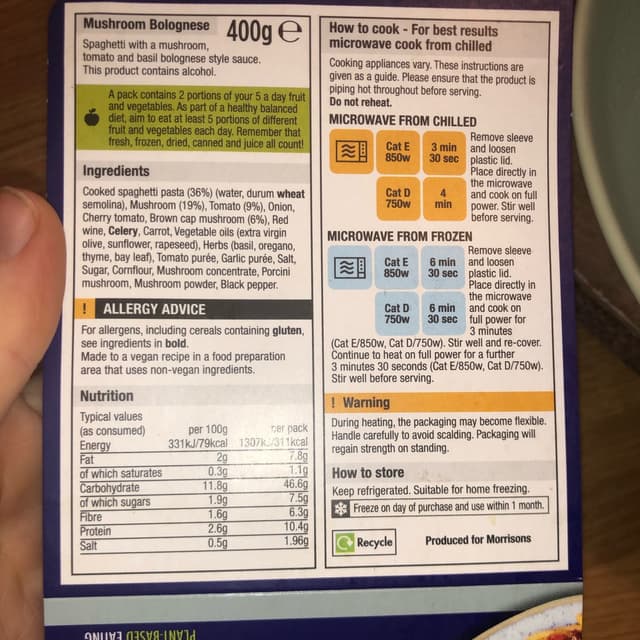 Mushroom Bolognese 400g e
Spaghetti with a mushroom,
tomato and basil bolognese style sauce.
This product contains alcohol.
A pack contains 2 portions of your 5 a day fruit
and vegetables. As part of a healthy balanced
diet, aim to eat at least 5 portions of different
fruit and vegetables each day. Remember that
fresh, frozen, dried, canned and juice all count!
Ingredients
Cooked spaghetti pasta (36%) (water, durum wheat
semolina), Mushroom (19%), Tomato (9%), Onion,
Cherry tomato, Brown cap mushroom (6%), Red
wine, Celery, Carrot, Vegetable oils (extra virgin
olive, sunflower, rapeseed), Herbs (basil, oregano,
thyme, bay leaf), Tomato purée, Garlic purée, Salt,
Sugar, Cornflour, Mushroom concentrate, Porcini
mushroom, Mushroom powder, Black pepper.
! ALLERGY ADVICE
For allergens, including cereals containing gluten,
see ingredients in bold.
Made to a vegan recipe in a food preparation
area that uses non-vegan ingredients.
Nutrition
Typical values
(as consumed) per 100g per pack
Energy 331kJ/79kcal 1307kJ/311kcal
Fat 2g 7.8g
of which saturates 0.3g 1.1g
Carbohydrate 11.8g 46.6g
of which sugars 1.9g 7.5g
Fibre 1.6g 6.3g
Protein 2.6g 10.4g
Salt 0.5g 1.96g
How to cook - For best results
microwave cook from chilled
Cooking appliances vary. These instructions are
given as a guide. Please ensure that the product is
piping hot throughout before serving.
Do not reheat.
MICROWAVE FROM CHILLED
Cat E
850w
3 min
30 sec
Cat D
750w
4
min
Remove sleeve
and loosen
plastic lid.
Place directly in
the microwave
and cook on full
power. Stir well
before serving.
MICROWAVE FROM FROZEN
Cat E
850w
6 min
30 sec
Cat D
750w
6 min
30 sec
Remove sleeve
and loosen
plastic lid.
Place directly in
the microwave
and cook on
full power for
3 minutes
(Cat E/850w, Cat D/750w). Stir well and re-cover.
Continue to heat on full power for a further
3 minutes 30 seconds (Cat E/850w, Cat D/750w).
Stir well before serving.
! Warning
During heating, the packaging may become flexible.
Handle carefully to avoid scalding. Packaging will
regain strength on standing.
How to store
Keep refrigerated. Suitable for home freezing.
Freeze on day of purchase and use within 1 month.
Recycle
Produced for Morrisons
PLANT-BASED EATING